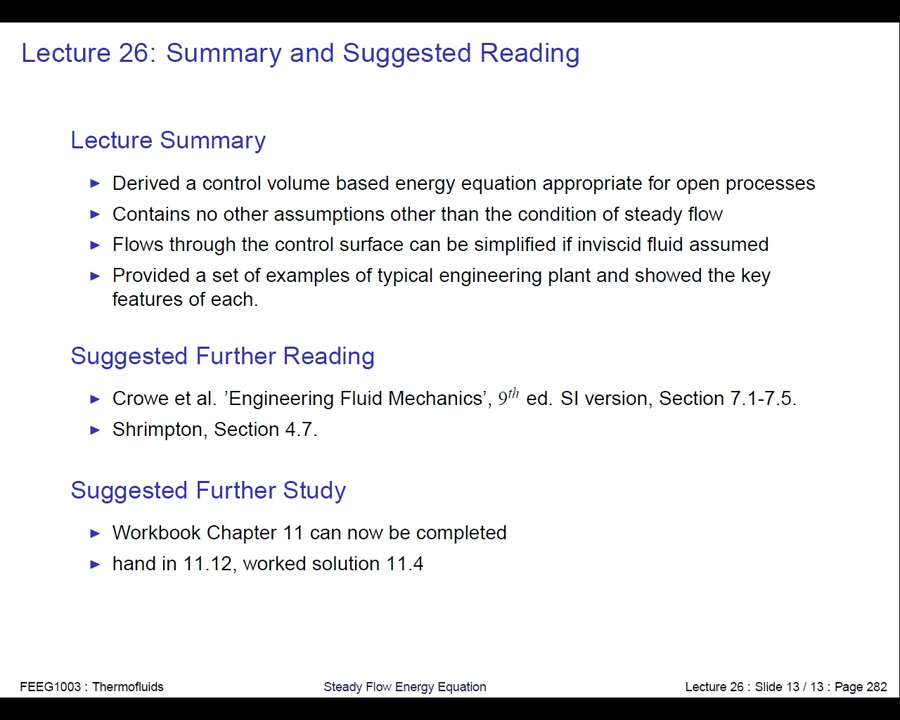 Lecture 26: Summary and Suggested Reading
Lecture Summary
► Derived a control volume based energy equation appropriate for open processes
► Contains no other assumptions other than the condition of steady flow
► Flows through the control surface can be simplified if inviscid fluid assumed
► Provided a set of examples of typical engineering plant and showed the key
features of each.
Suggested Further Reading
► Crowe et al. 'Engineering Fluid Mechanics', 9th ed. SI version, Section 7.1-7.5.
► Shrimpton, Section 4.7.
Suggested Further Study
► Workbook Chapter 11 can now be completed
► hand in 11.12, worked solution 11.4
FEEG1003 : Thermofluids Steady Flow Energy Equation Lecture 26 : Slide 13 / 13 : Page 282